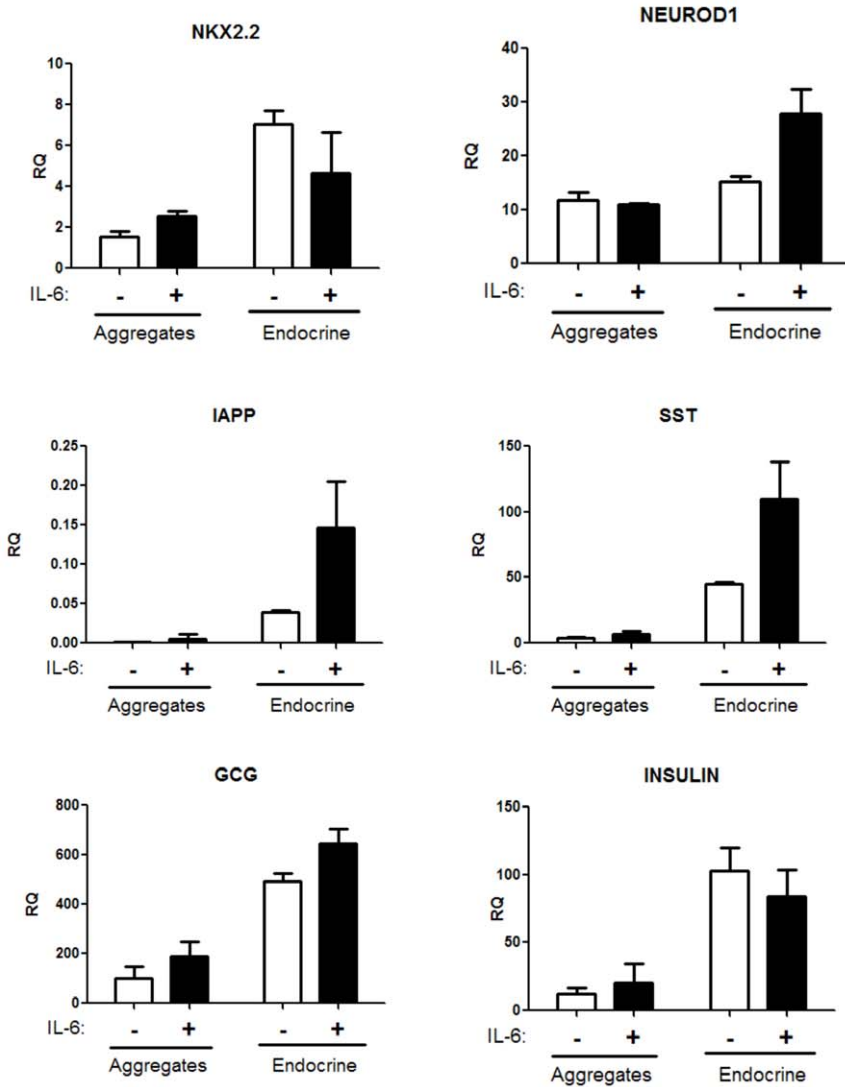 NKX2.2
10
8
6
4
2
0
RQ
IL-6: - + - +
Aggregates Endocrine
NEUROD1
40
30
20
10
0
RQ
IL-6: - + - +
Aggregates Endocrine
IAPP
0.25
0.20
0.15
0.10
0.05
0.00
RQ
IL-6: - + - +
Aggregates Endocrine
SST
150
100
50
0
RQ
IL-6: - + - +
Aggregates Endocrine
GCG
800
600
400
200
0
RQ
IL-6: - + - +
Aggregates Endocrine
INSULIN
150
100
50
0
RQ
IL-6: - + - +
Aggregates Endocrine